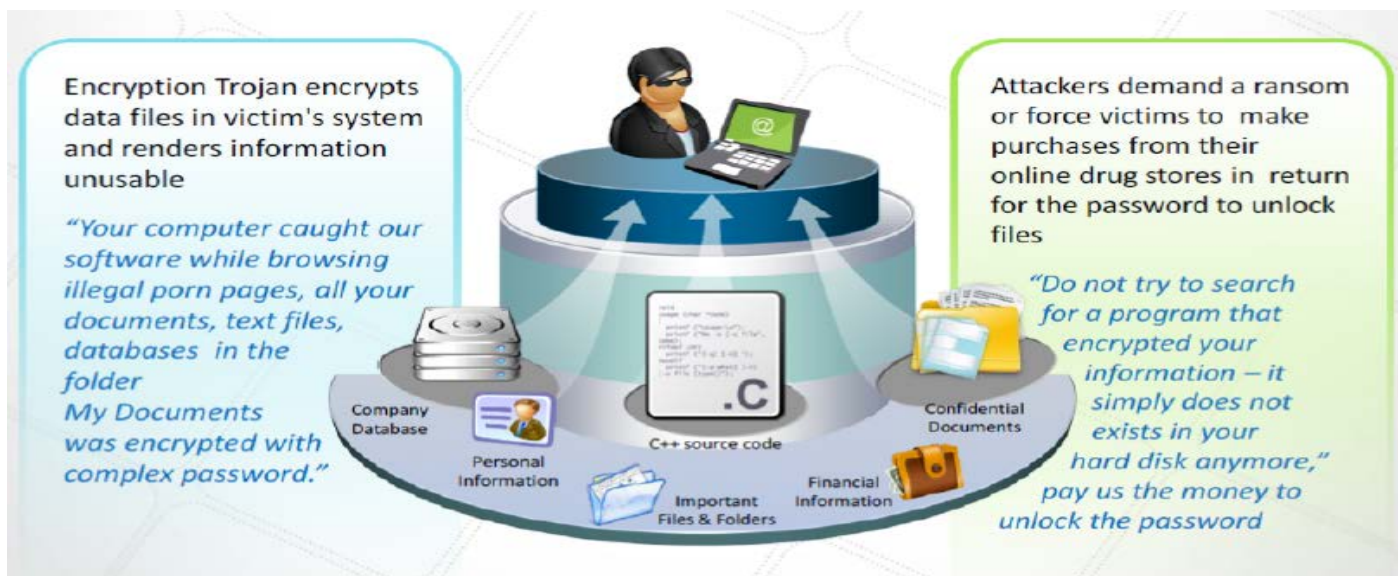 Encryption Trojan encrypts
data files in victim's system
and renders information
unusable
“Your computer caught our
software while browsing
illegal porn pages, all your
documents, text files,
databases in the
folder
My Documents
was encrypted with
complex password.”
@
.C
Company
Database
Personal
Information
C++ source code
Important
Files & Folders
Financial
Information
Confidential
Documents
Attackers demand a ransom
or force victims to make
purchases from their
online drug stores in return
for the password to unlock
files
“Do not try to search
for a program that
encrypted your
information – it
simply does not
exists in your
hard disk anymore,”
pay us the money to
unlock the password